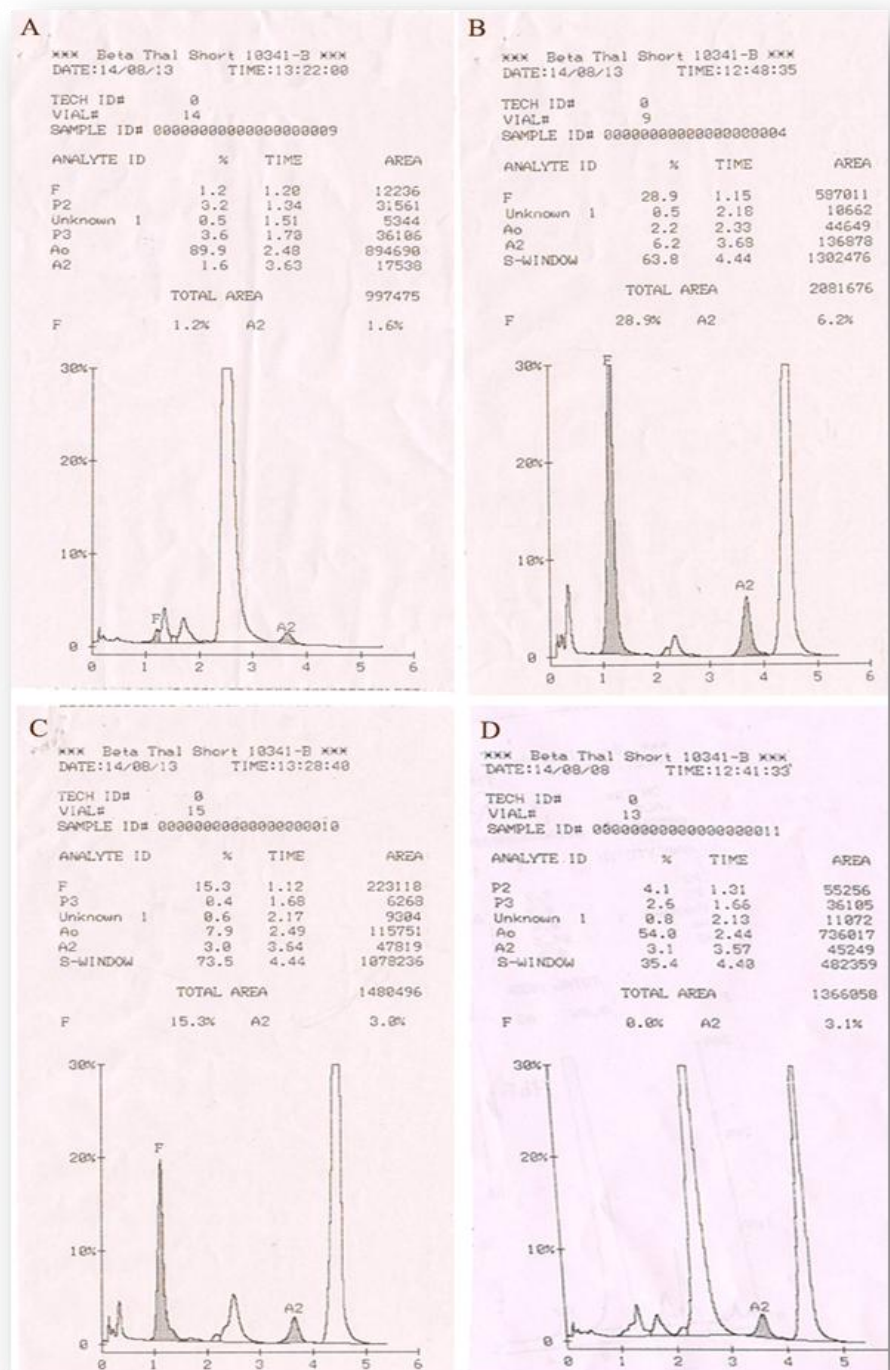 A
*** Beta Thal Short 10341-B ***
DATE:14/08/13 TIME:13:22:00
TECH ID# 0
VIAL# 14
SAMPLE ID# 00000000000000000009
ANALYTE ID % TIME AREA
F 1.2 1.20 12236
P2 3.2 1.34 31561
Unknown 1 0.5 1.51 5344
P3 3.6 1.70 36106
Ao 89.9 2.48 894690
A2 1.6 3.63 17538
TOTAL AREA 997475
F 1.2% A2 1.6%
30%
20%
10%
0
F
A2
0 1 2 3 4 5 6
B
*** Beta Thal Short 10341-B ***
DATE:14/08/13 TIME:12:48:35
TECH ID# 0
VIAL# 9
SAMPLE ID# 00000000000000000004
ANALYTE ID % TIME AREA
F 28.9 1.15 587011
Unknown 1 0.5 2.18 10662
Ao 2.2 2.33 44649
A2 6.2 3.68 136878
S-WINDOW 63.8 4.44 1302476
TOTAL AREA 2081676
F 28.9% A2 6.2%
30%
20%
10%
0
F
A2
0 1 2 3 4 5 6
C
*** Beta Thal Short 10341-B ***
DATE:14/08/13 TIME:13:28:40
TECH ID# 0
VIAL# 15
SAMPLE ID# 00000000000000000010
ANALYTE ID % TIME AREA
F 15.3 1.12 223118
P3 0.4 1.68 6268
Unknown 1 0.6 2.17 9304
Ao 7.9 2.49 115751
A2 3.0 3.64 47819
S-WINDOW 73.5 4.44 1078236
TOTAL AREA 1480496
F 15.3% A2 3.0%
30%
20%
10%
0
F
A2
0 1 2 3 4 5 6
D
*** Beta Thal Short 10341-B ***
DATE:14/08/08 TIME:12:41:33
TECH ID# 0
VIAL# 13
SAMPLE ID# 00000000000000000011
ANALYTE ID % TIME AREA
P2 4.1 1.31 55256
P3 2.6 1.66 36105
Unknown 1 0.8 2.13 11072
Ao 54.0 2.44 736017
A2 3.1 3.57 45249
S-WINDOW 35.4 4.40 482359
TOTAL AREA 1366058
F 0.0% A2 3.1%
30%
20%
10%
0
A2
0 1 2 3 4 5